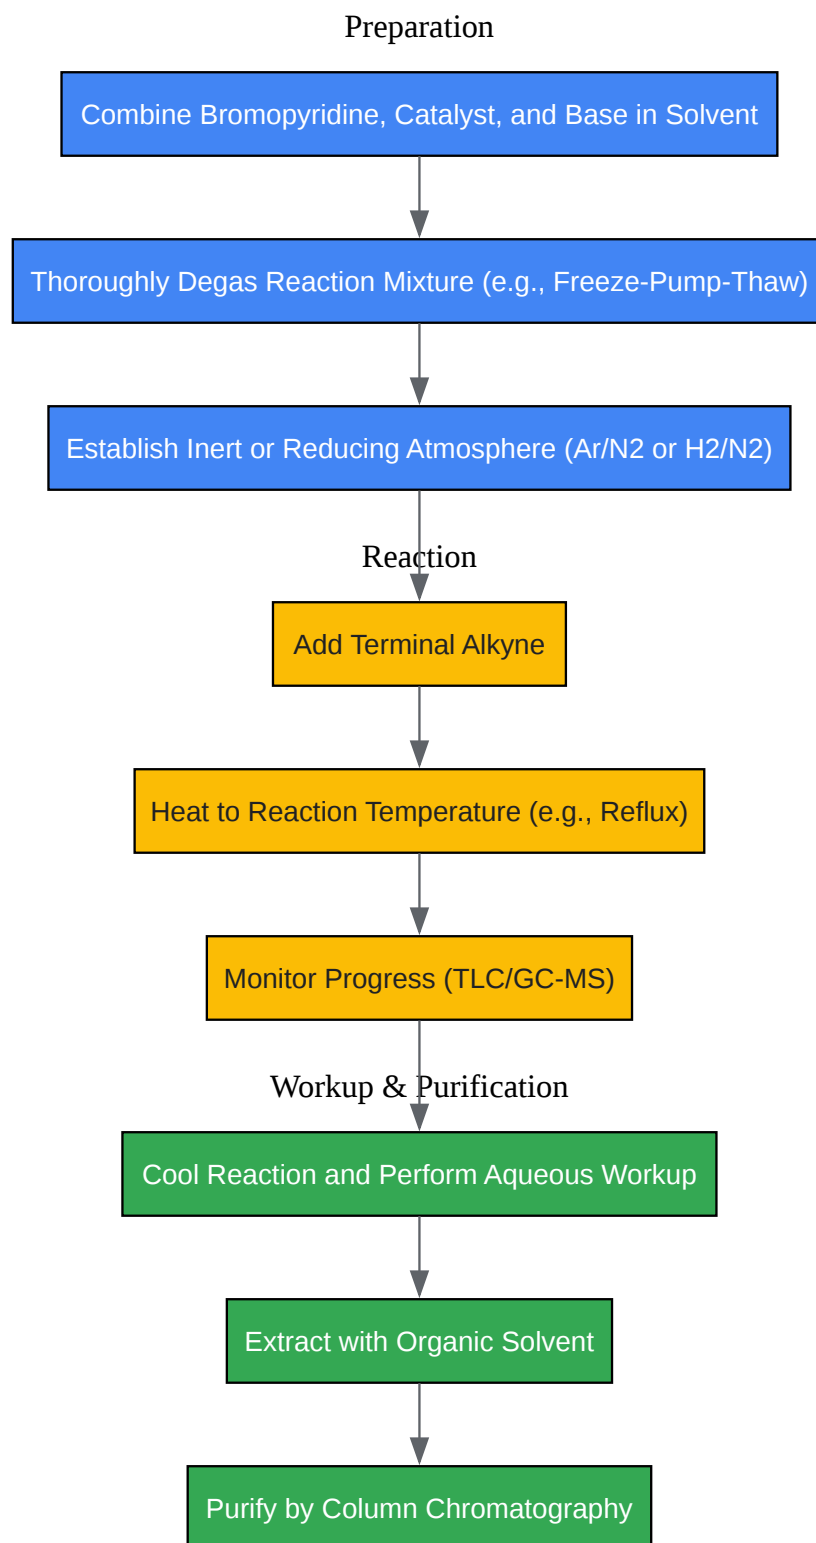 Preparation
Combine Bromopyridine, Catalyst, and Base in Solvent
Thoroughly Degas Reaction Mixture (e.g., Freeze-Pump-Thaw)
Establish Inert or Reducing Atmosphere (Ar/N2 or H2/N2)
Reaction
Add Terminal Alkyne
Heat to Reaction Temperature (e.g., Reflux)
Monitor Progress (TLC/GC-MS)
Workup & Purification
Cool Reaction and Perform Aqueous Workup
Extract with Organic Solvent
Purify by Column Chromatography